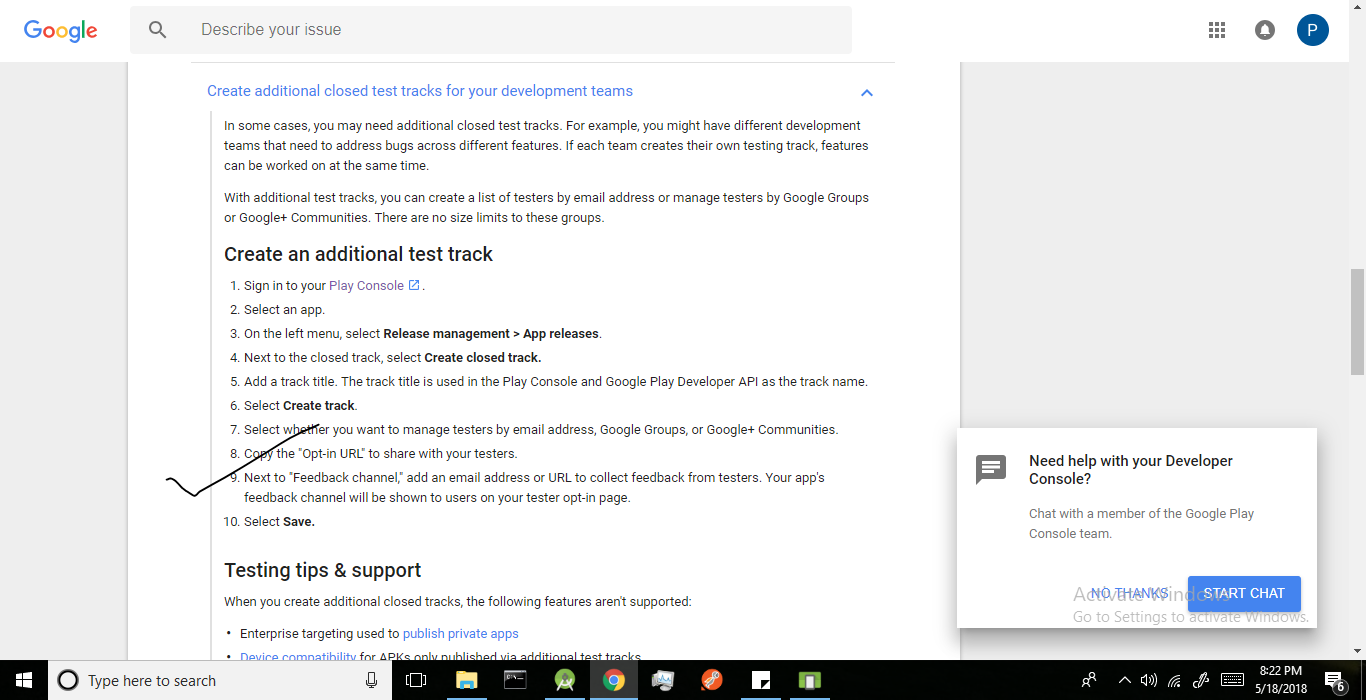 Google
Describe your issue
P
Create additional closed test tracks for your development teams
In some cases, you may need additional closed test tracks. For example, you might have different development
teams that need to address bugs across different features. If each team creates their own testing track, features
can be worked on at the same time.
With additional test tracks, you can create a list of testers by email address or manage testers by Google Groups
or Google+ Communities. There are no size limits to these groups.
Create an additional test track
1. Sign in to your Play Console .
2. Select an app.
3. On the left menu, select Release management > App releases.
4. Next to the closed track, select Create closed track.
5. Add a track title. The track title is used in the Play Console and Google Play Developer API as the track name.
6. Select Create track.
7. Select whether you want to manage testers by email address, Google Groups, or Google+ Communities.
8. Copy the "Opt-in URL" to share with your testers.
9. Next to "Feedback channel," add an email address or URL to collect feedback from testers. Your app's
feedback channel will be shown to users on your tester opt-in page.
10. Select Save.
Testing tips & support
When you create additional closed tracks, the following features aren't supported:
• Enterprise targeting used to publish private apps
• Device compatibility for APKs only published via additional test tracks
Need help with your Developer
Console?
Chat with a member of the Google Play
Console team.
NO THANKS
START CHAT
Activate Windows
Go to Settings to activate Windows.
Type here to search
8:22 PM
5/18/2018
6